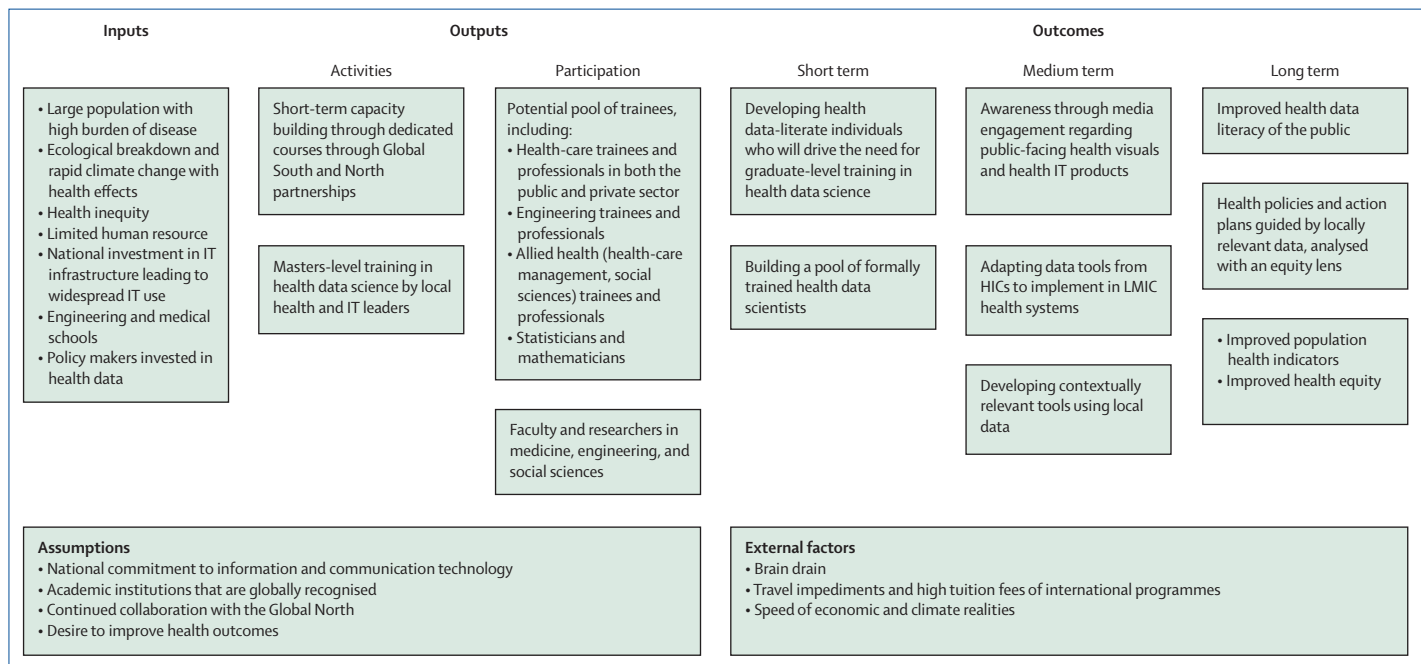 Inputs
Outputs
Outcomes
Activities
Participation
Short term
Medium term
Long term
• Large population with
high burden of disease
• Ecological breakdown and
rapid climate change with
health effects
• Health inequity
• Limited human resource
• National investment in IT
infrastructure leading to
widespread IT use
• Engineering and medical
schools
• Policy makers invested in
health data
Short-term capacity
building through dedicated
courses through Global
South and North
partnerships
Masters-level training in
health data science by local
health and IT leaders
Potential pool of trainees,
including:
• Health-care trainees and
professionals in both the
public and private sector
• Engineering trainees and
professionals
• Allied health (health-care
management, social
sciences) trainees and
professionals
• Statisticians and
mathematicians
Faculty and researchers in
medicine, engineering, and
social sciences
Developing health
data-literate individuals
who will drive the need for
graduate-level training in
health data science
Building a pool of formally
trained health data
scientists
Awareness through media
engagement regarding
public-facing health visuals
and health IT products
Adapting data tools from
HICs to implement in LMIC
health systems
Developing contextually
relevant tools using local
data
Improved health data
literacy of the public
Health policies and action
plans guided by locally
relevant data, analysed
with an equity lens
• Improved population
health indicators
• Improved health equity
Assumptions
• National commitment to information and communication technology
• Academic institutions that are globally recognised
• Continued collaboration with the Global North
• Desire to improve health outcomes
External factors
• Brain drain
• Travel impediments and high tuition fees of international programmes
• Speed of economic and climate realities